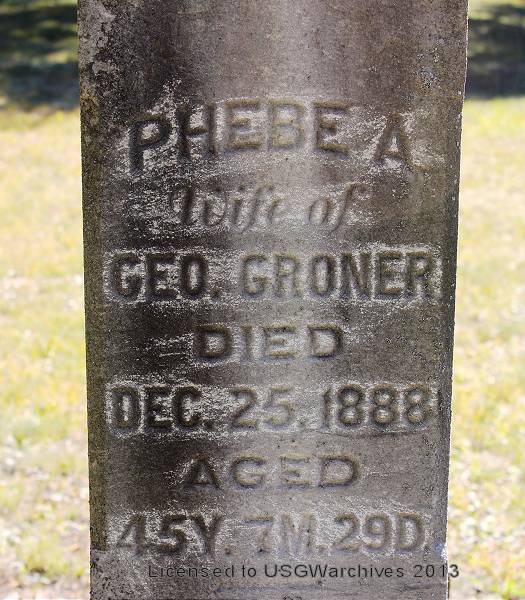 PHEBE A
Wife of
GEO. GRONER
DIED
DEC. 25, 1888
AGED
45Y. 7M. 29D.
Licensed to USGWarchives 2013